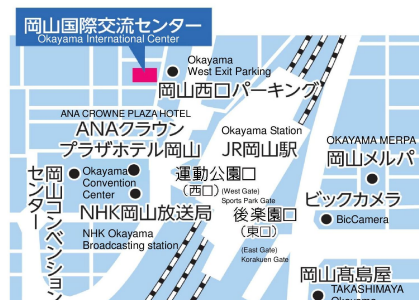 岡山国際交流センター
Okayama International Center
Okayama
West Exit Parking
岡山西口パーキング
ANA CROWNE PLAZA HOTEL
ANAクラウン
プラザホテル岡山
Okayama Station
JR岡山駅
OKAYAMA MERPA
岡山メルパ
運動公園口
(西口)
(West Gate)
Sports Park Gate
Okayama
Convention
Center
岡山コンベンション
センター
NHK岡山放送局
NHK Okayama
Broadcasting station
後楽園口
(東口)
(East Gate)
Korakuen Gate
ビックカメラ
BicCamera
岡山髙島屋
TAKASHIMAYA
Okayama